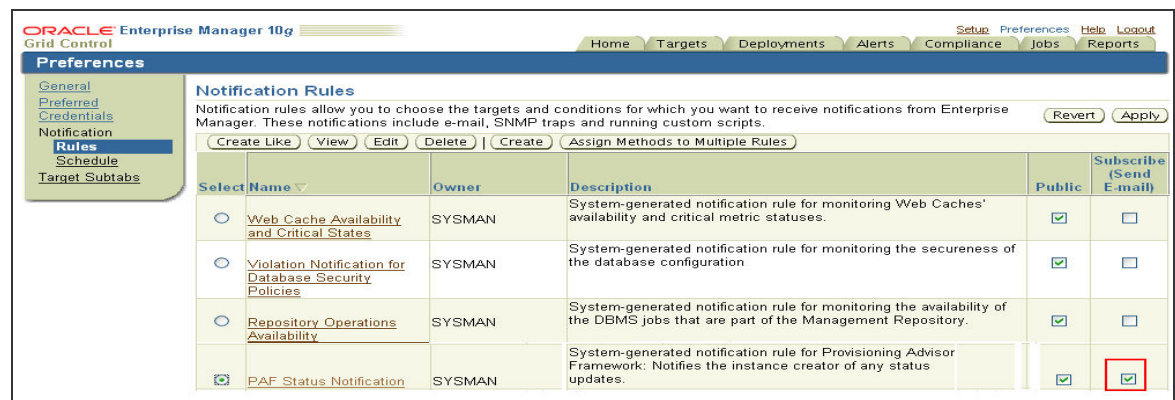 ORACLE Enterprise Manager 10g
Grid Control
Setup Preferences Help Logout
Home Targets Deployments Alerts Compliance Jobs Reports
Preferences
General
Preferred
Credentials
Notification
Rules
Schedule
Target Subtabs
Notification Rules
Notification rules allow you to choose the targets and conditions for which you want to receive notifications from Enterprise
Manager. These notifications include e-mail, SNMP traps and running custom scripts.
Revert Apply
Create Like View Edit Delete | Create Assign Methods to Multiple Rules
Select Name Owner Description Public Subscribe
(Send
E-mail)
Web Cache Availability
and Critical States
SYSMAN
System-generated notification rule for monitoring Web Caches'
availability and critical metric statuses.
Violation Notification for
Database Security
Policies
SYSMAN
System-generated notification rule for monitoring the secureness of
the database configuration
Repository Operations
Availability
SYSMAN
System-generated notification rule for monitoring the availability of
the DBMS jobs that are part of the Management Repository.
PAF Status Notification
SYSMAN
System-generated notification rule for Provisioning Advisor
Framework: Notifies the instance creator of any status
updates.